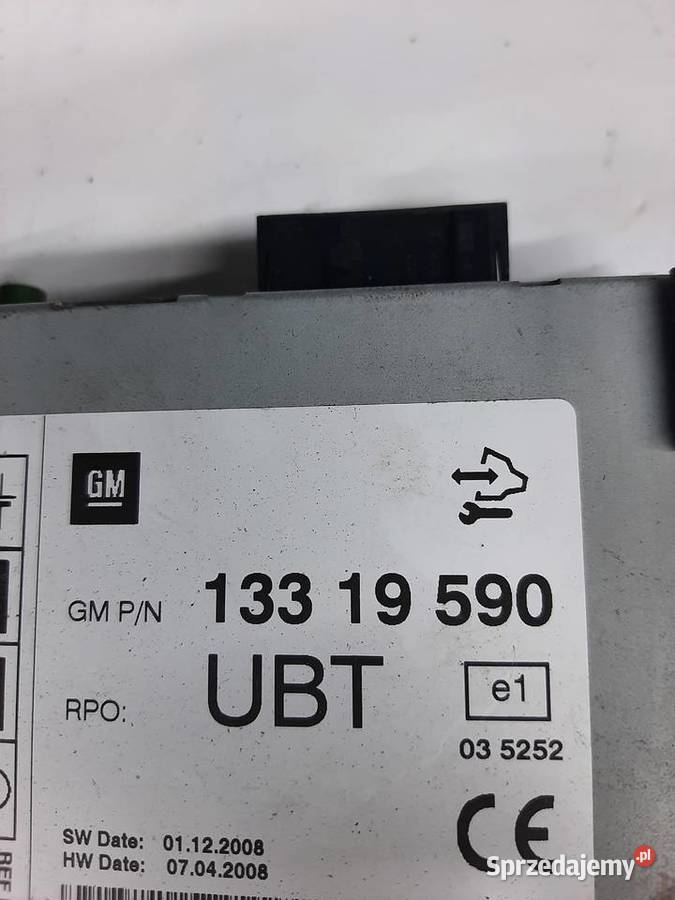 GM
GM P/N 133 19 590
RPO: UBT
e1
03 5252
SW Date: 01.12.2008
HW Date: 07.04.2008
CE
REF
Sprzedajemy.pl